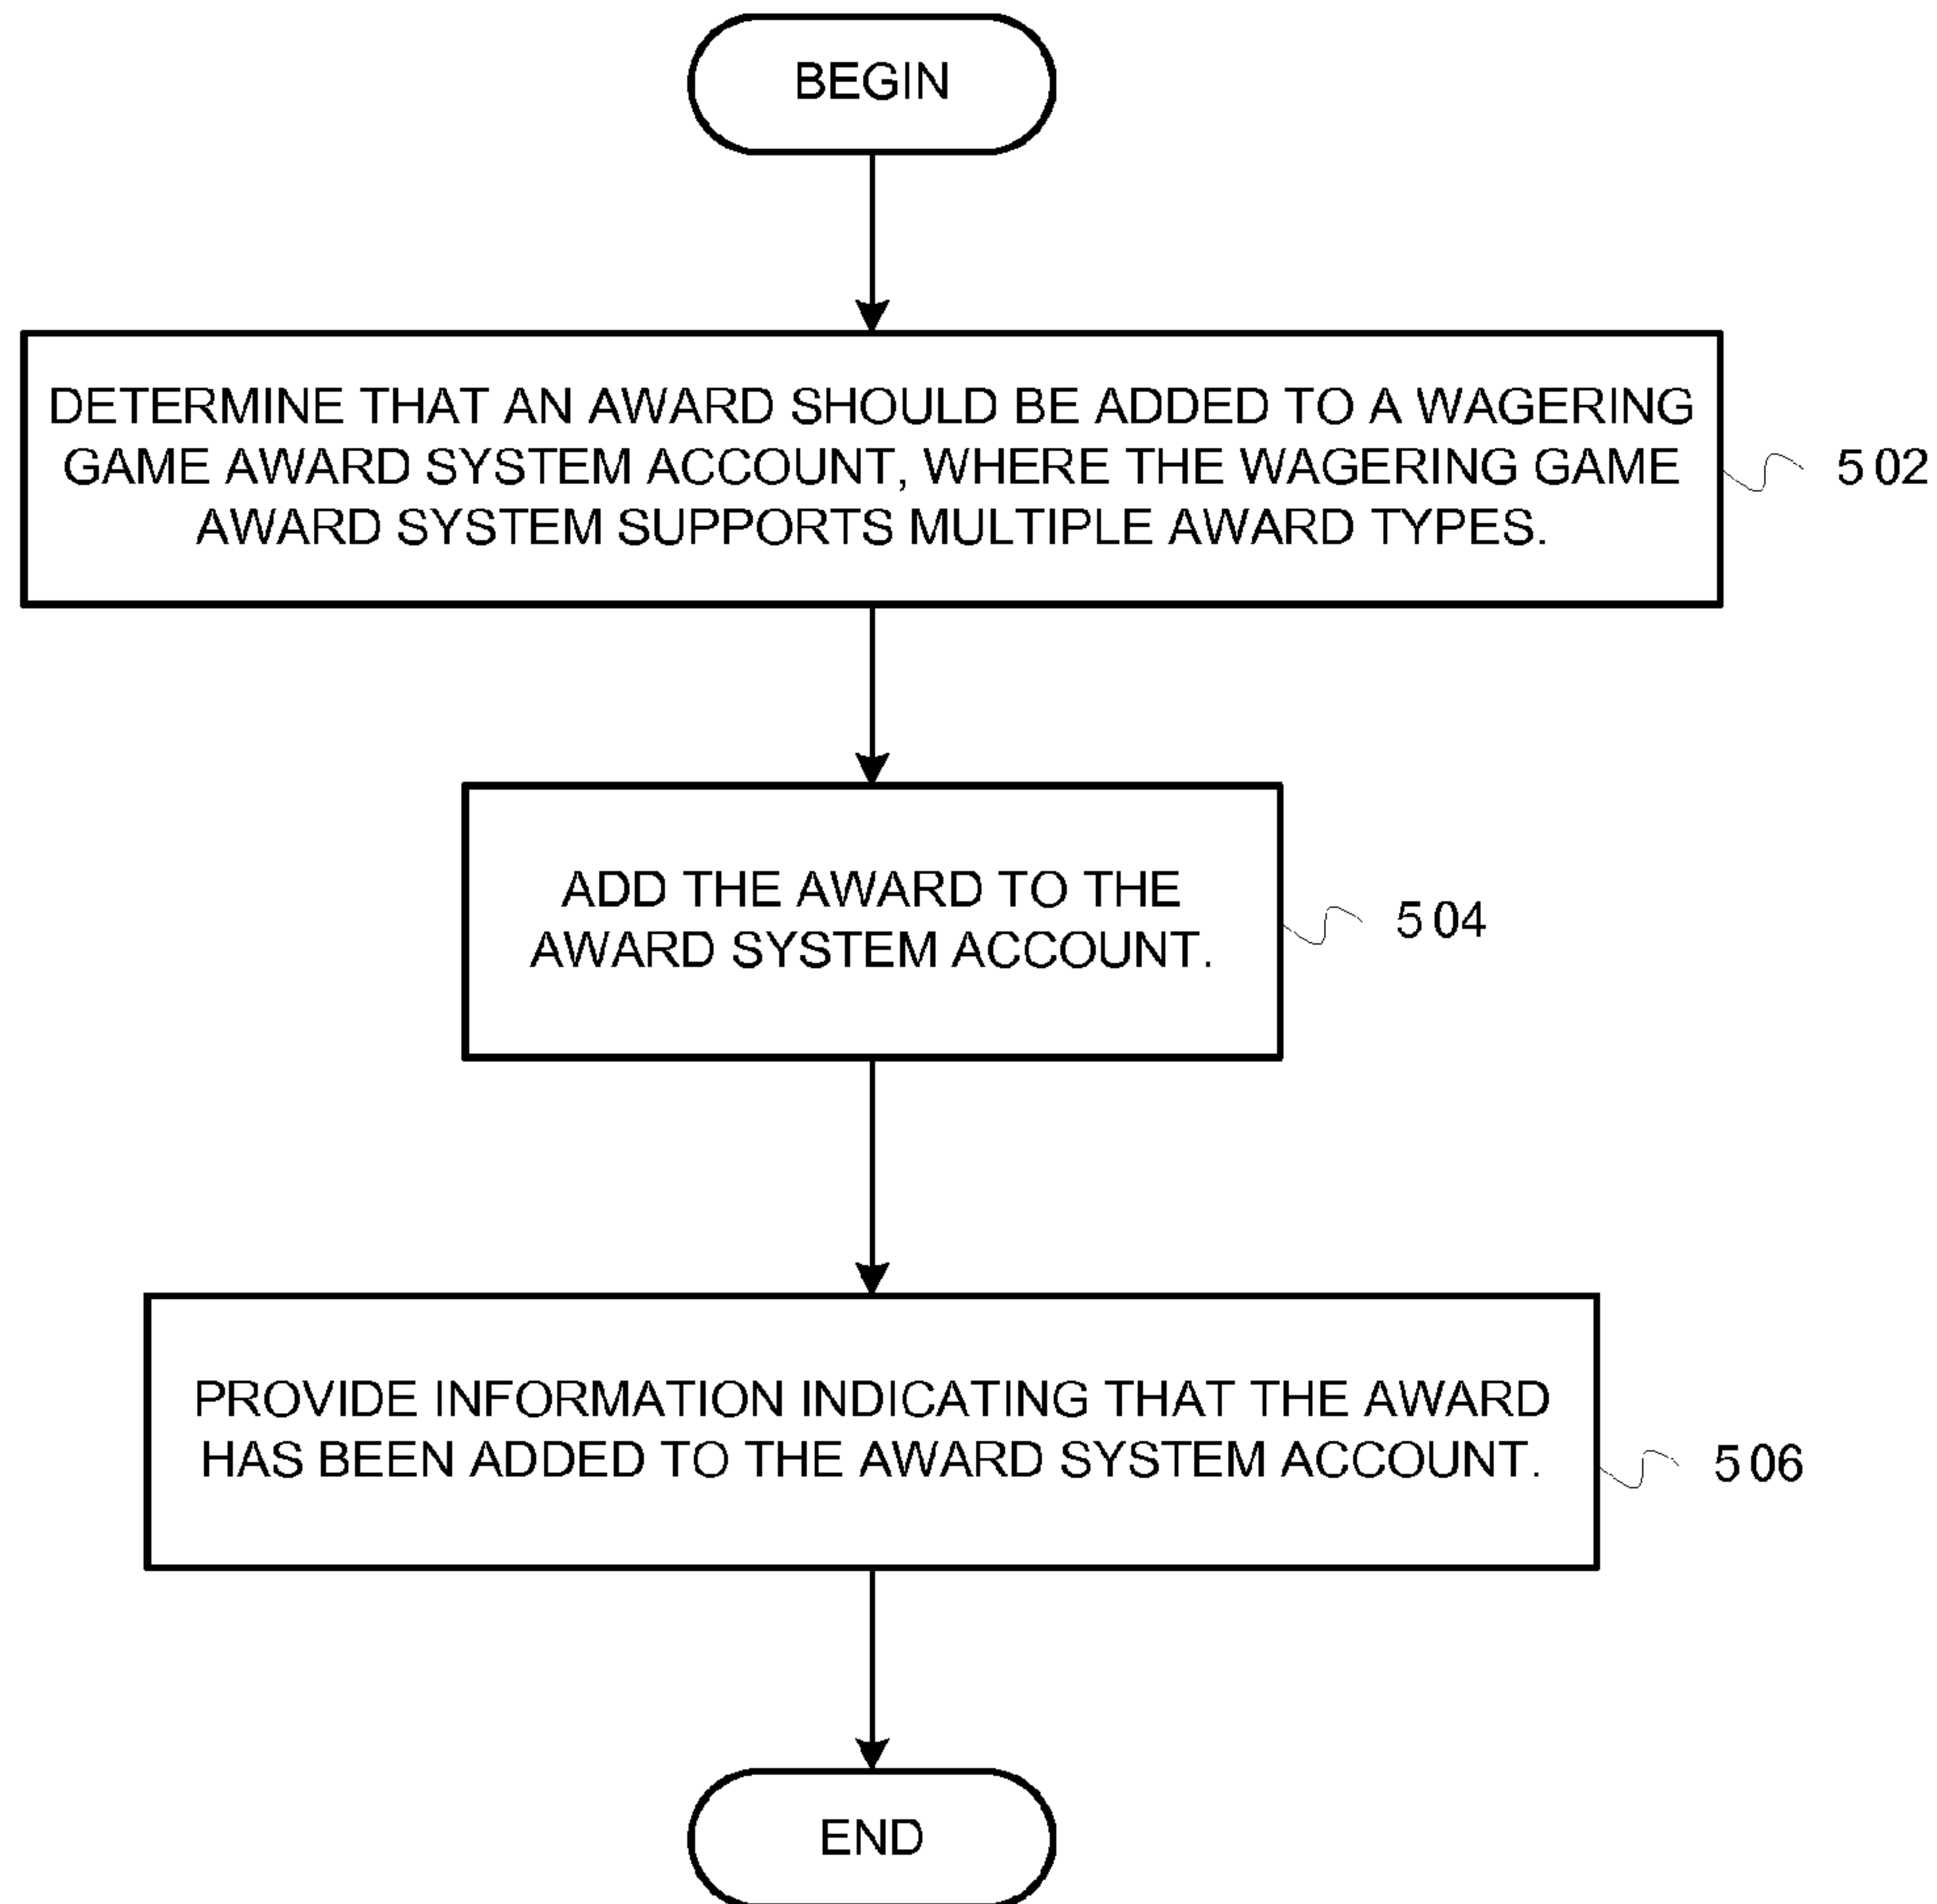 BEGIN
DETERMINE THAT AN AWARD SHOULD BE ADDED TO A WAGERING
GAME AWARD SYSTEM ACCOUNT, WHERE THE WAGERING GAME
AWARD SYSTEM SUPPORTS MULTIPLE AWARD TYPES.
502
ADD THE AWARD TO THE
AWARD SYSTEM ACCOUNT.
504
PROVIDE INFORMATION INDICATING THAT THE AWARD
HAS BEEN ADDED TO THE AWARD SYSTEM ACCOUNT.
506
END